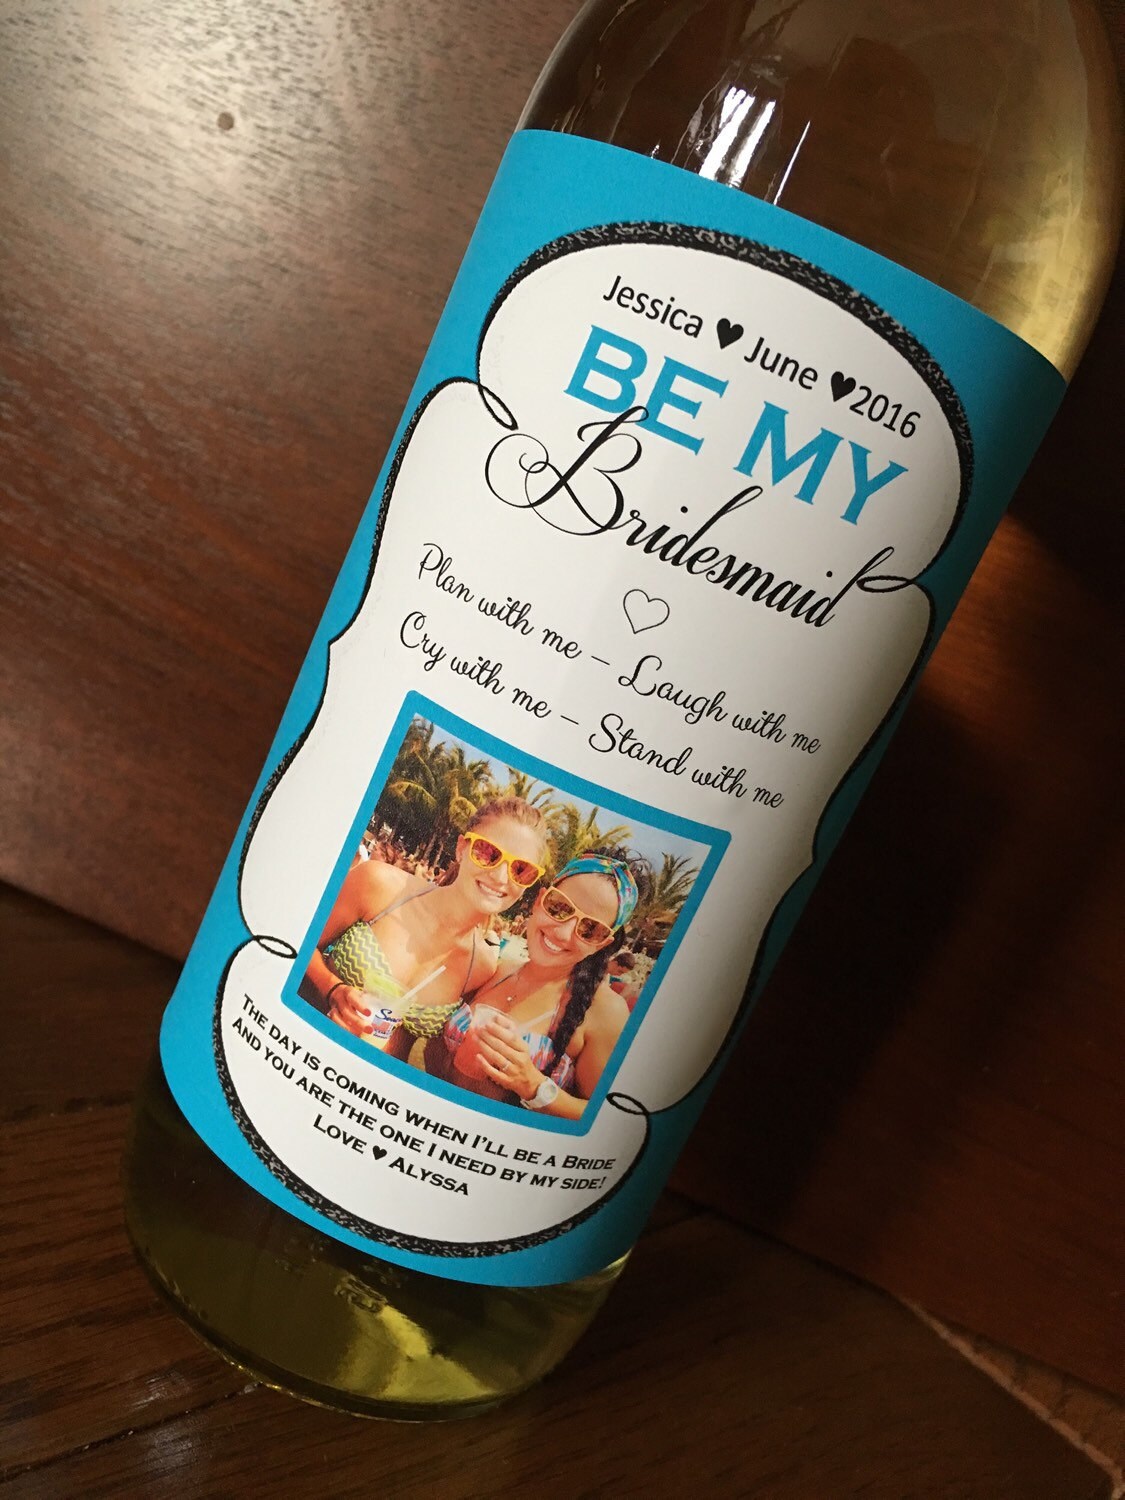 Jessica ♥ June ♥2016
BE MY
Bridesmaid
Plan with me – Laugh with me
Cry with me – Stand with me
THE DAY IS COMING WHEN I'LL BE A BRIDE
AND YOU ARE THE ONE I NEED BY MY SIDE!
LOVE ♥ ALYSSA